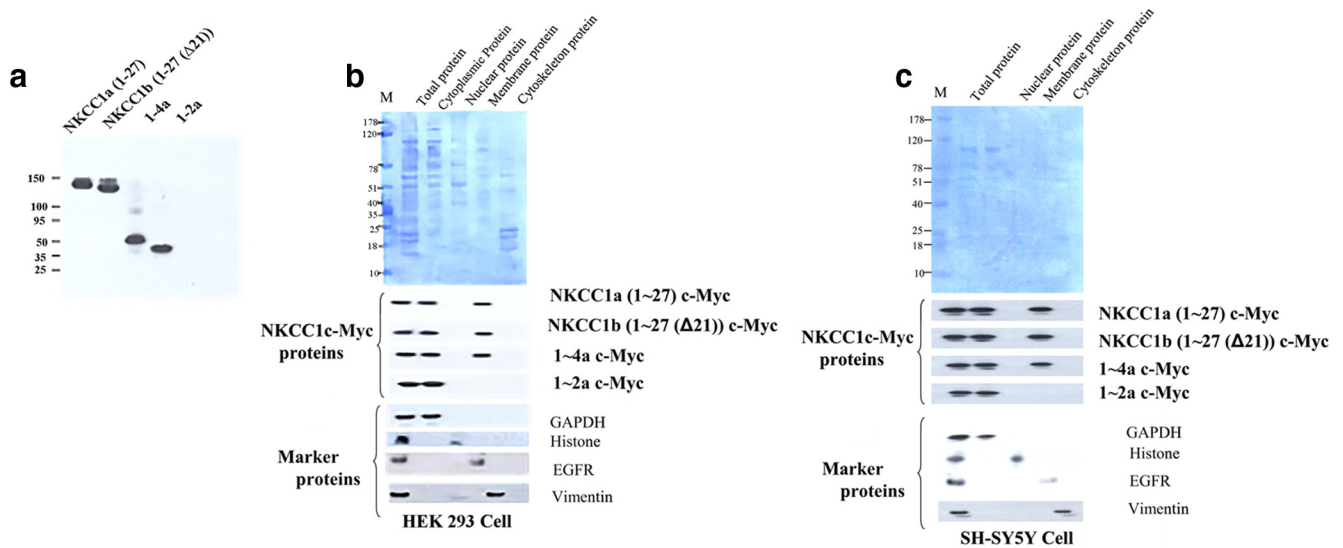 a
NKCC1a (1-27)
NKCC1b (1-27 (Δ21))
1-4a
1-2a
150
100
95
50
35
25
b
M
Total protein
Cytoplasmic Protein
Nuclear protein
Membrane protein
Cytoskeleton protein
178
120
78
51
40
35
25
18
10
NKCC1c-Myc
proteins
NKCC1a (1~27) c-Myc
NKCC1b (1~27 (Δ21)) c-Myc
1~4a c-Myc
1~2a c-Myc
Marker
proteins
GAPDH
Histone
EGFR
Vimentin
HEK 293 Cell
c
M
Total protein
Nuclear protein
Membrane protein
Cytoskeleton protein
178
120
78
51
40
25
18
10
NKCC1c-Myc
proteins
NKCC1a (1~27) c-Myc
NKCC1b (1~27 (Δ21)) c-Myc
1~4a c-Myc
1~2a c-Myc
Marker
proteins
GAPDH
Histone
EGFR
Vimentin
SH-SY5Y Cell